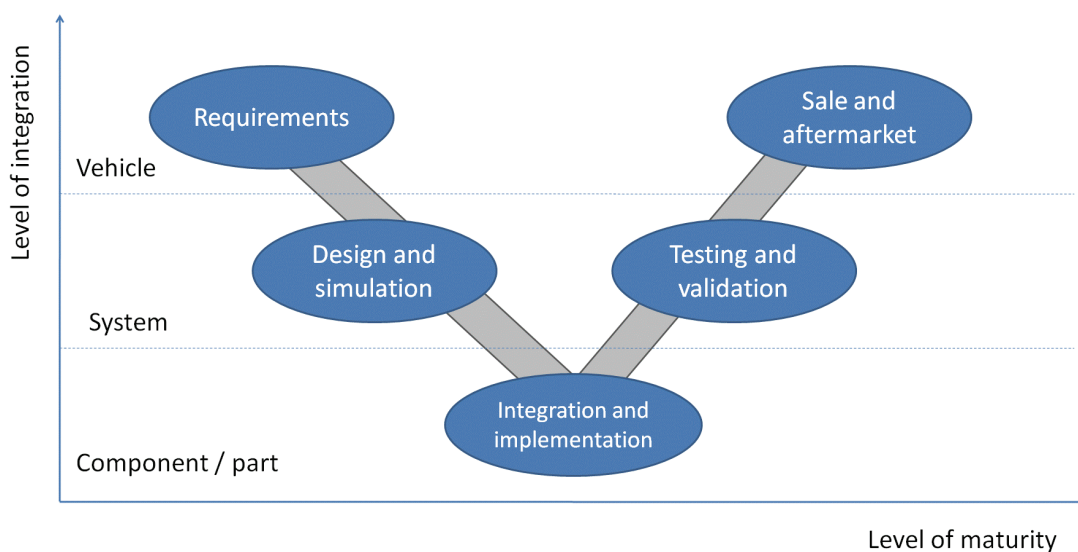 Level of integration
Requirements
Sale and
aftermarket
Vehicle
Design and
simulation
Testing and
validation
System
Integration and
implementation
Component / part
Level of maturity